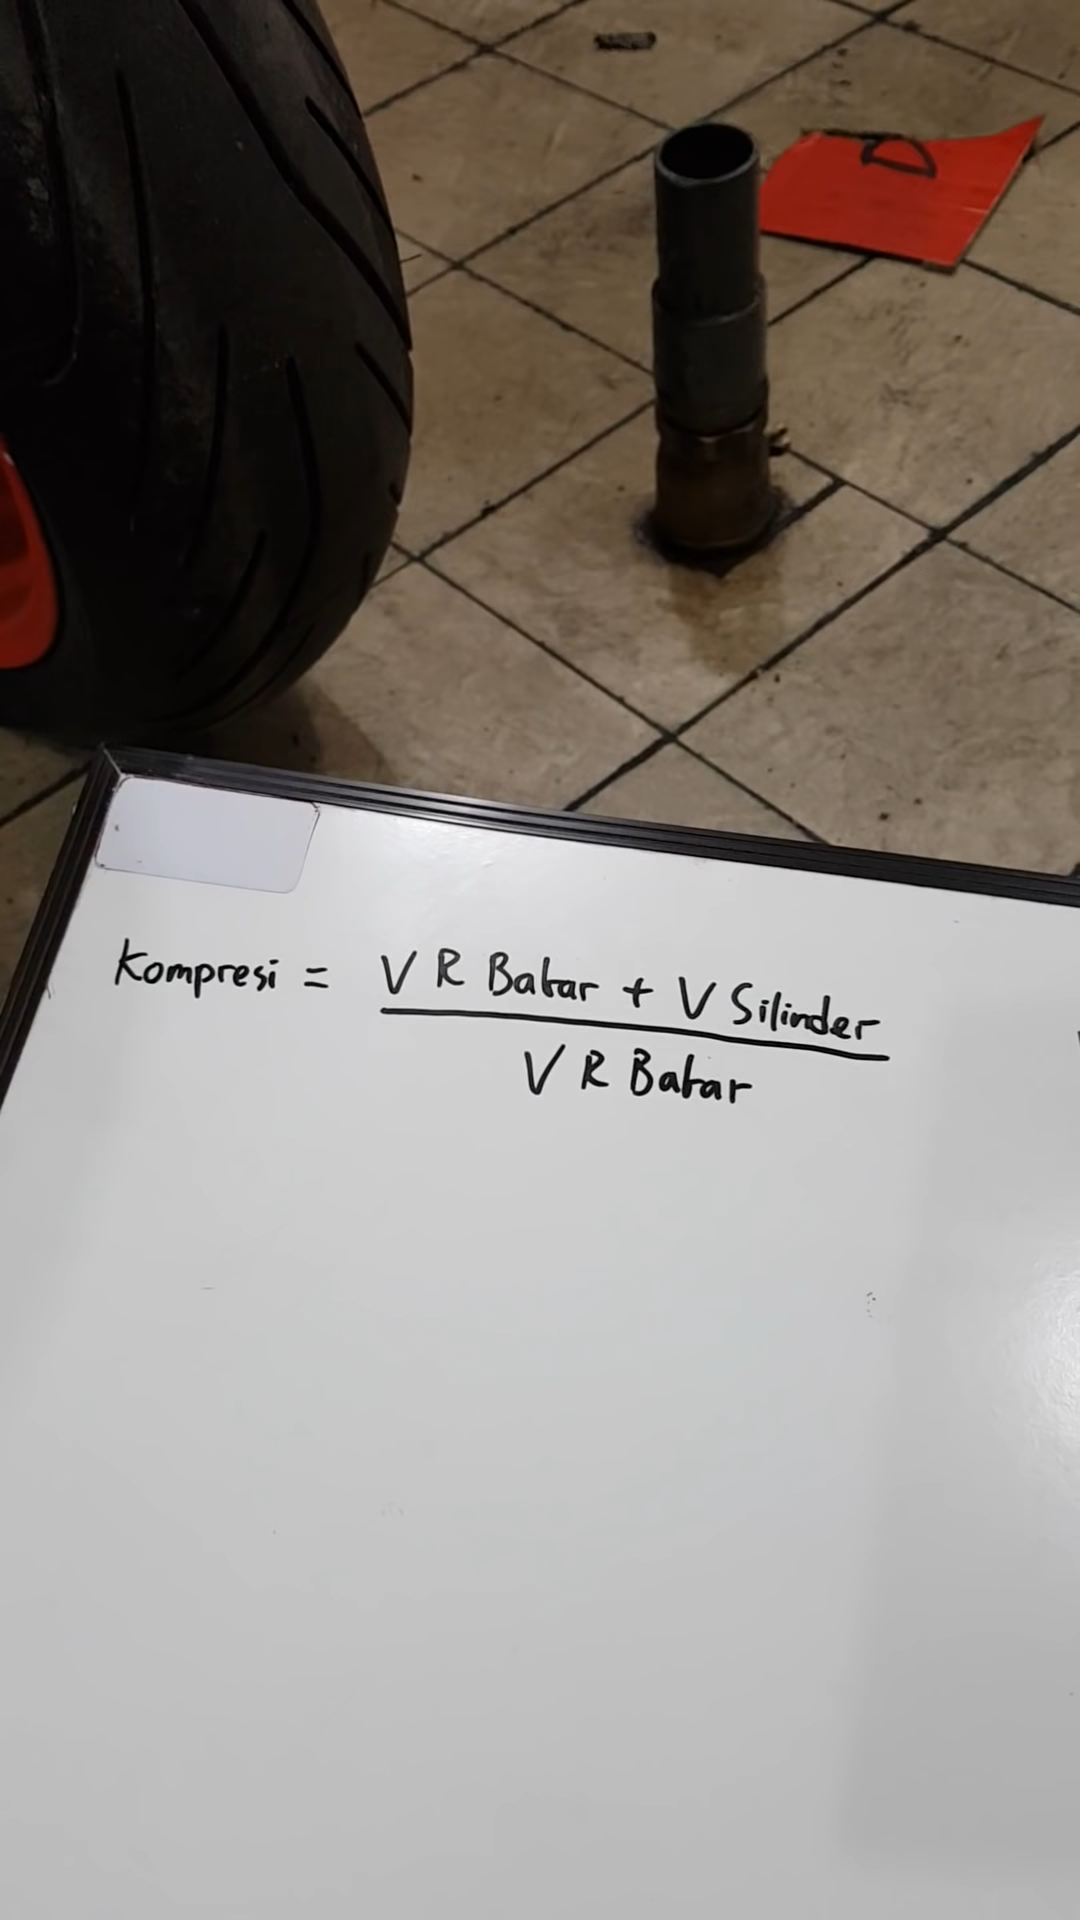 D
Kompresi = V R Bakar + V Silinder
V R Bakar